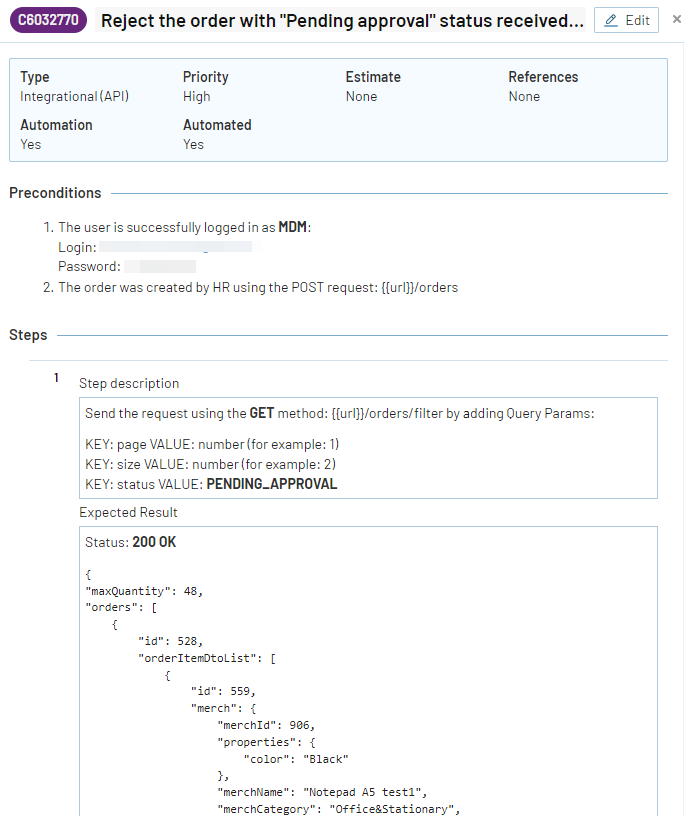 C6032770 Reject the order with "Pending approval" status received... Edit ×
Type Priority Estimate References
Integrational (API) High None None
Automation Automated
Yes Yes
Preconditions
1. The user is successfully logged in as MDM:
Login:
Password:
2. The order was created by HR using the POST request: {{url}}/orders
Steps
1 Step description
Send the request using the GET method: {{url}}/orders/filter by adding Query Params:
KEY: page VALUE: number (for example: 1)
KEY: size VALUE: number (for example: 2)
KEY: status VALUE: PENDING_APPROVAL
Expected Result
Status: 200 OK
{
"maxQuantity": 48,
"orders": [
{
"id": 528,
"orderItemDtoList": [
{
"id": 559,
"merch": {
"merchId": 906,
"properties": {
"color": "Black"
},
"merchName": "Notepad A5 test1",
"merchCategory": "Office&Stationary",